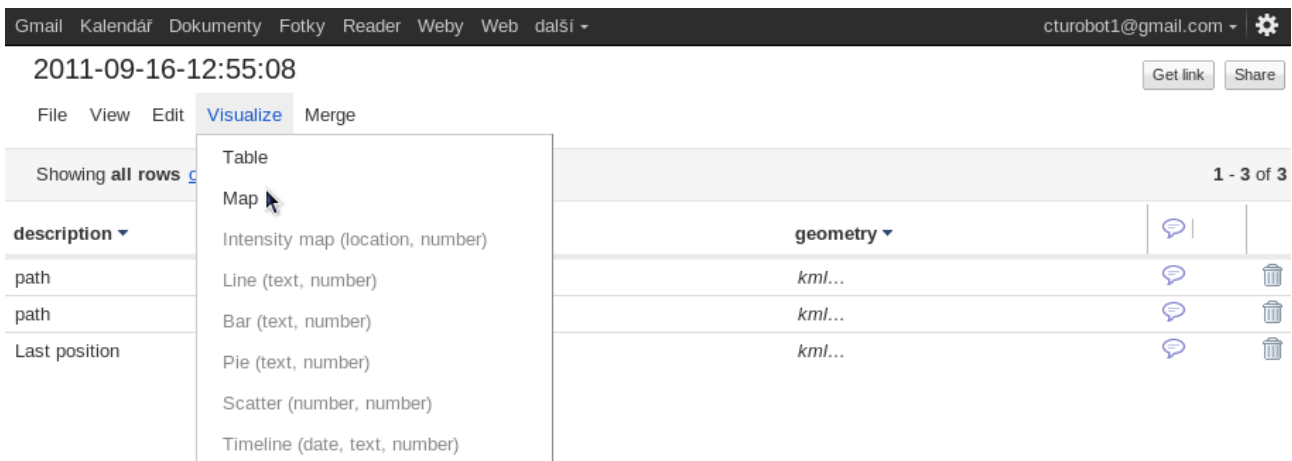 Gmail Kalendář Dokumenty Fotky Reader Weby Web další cturobot1@gmail.com
2011-09-16-12:55:08 Get link Share
File View Edit Visualize Merge
Table
Showing all rows 1 - 3 of 3
Map
description geometry
Intensity map (location, number)
path kml...
Line (text, number)
path kml...
Bar (text, number)
Last position kml...
Pie (text, number)
Scatter (number, number)
Timeline (date, text, number)